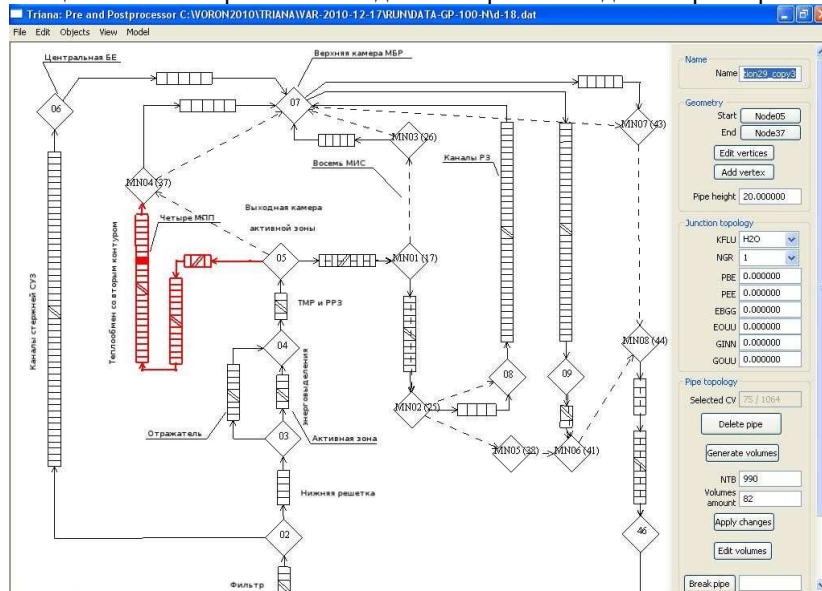 Triana: Pre and Postprocessor C:\VORON2010\TRIANA\VAR-2010-12-17\RUN\DATA-GP-100-N\d-18.dat
File Edit Objects View Model
Центральная БЕ
Верхняя камера МБР
06
07
MN07 (43)
MN03 (26)
Каналы РЗ
MN04 (37)
Восемь МИС
Выходная камера
активной зоны
Четыре МПП
05
MN01 (17)
Каналы стержней СУЗ
Теплообмен со вторым контуром
ТМР и РРЗ
04
MN08 (44)
08
09
MN02 (25)
Отражатель
03
Активная зона
MN06 (41)
Нижняя решетка
02
46
Фильтр
Name
Name tion29_copy3
Geometry
Start Node05
End Node37
Edit vertices
Add vertex
Pipe height 20.000000
Junction topology
KFLU H2O
NGR 1
PBE 0.000000
PEE 0.000000
EBGG 0.000000
EOUU 0.000000
GINN 0.000000
GOUU 0.000000
Pipe topology
Selected CV 75 / 1064
Delete pipe
Generate volumes
NTB 990
Volumes
amount 82
Apply changes
Edit volumes
Break pipe